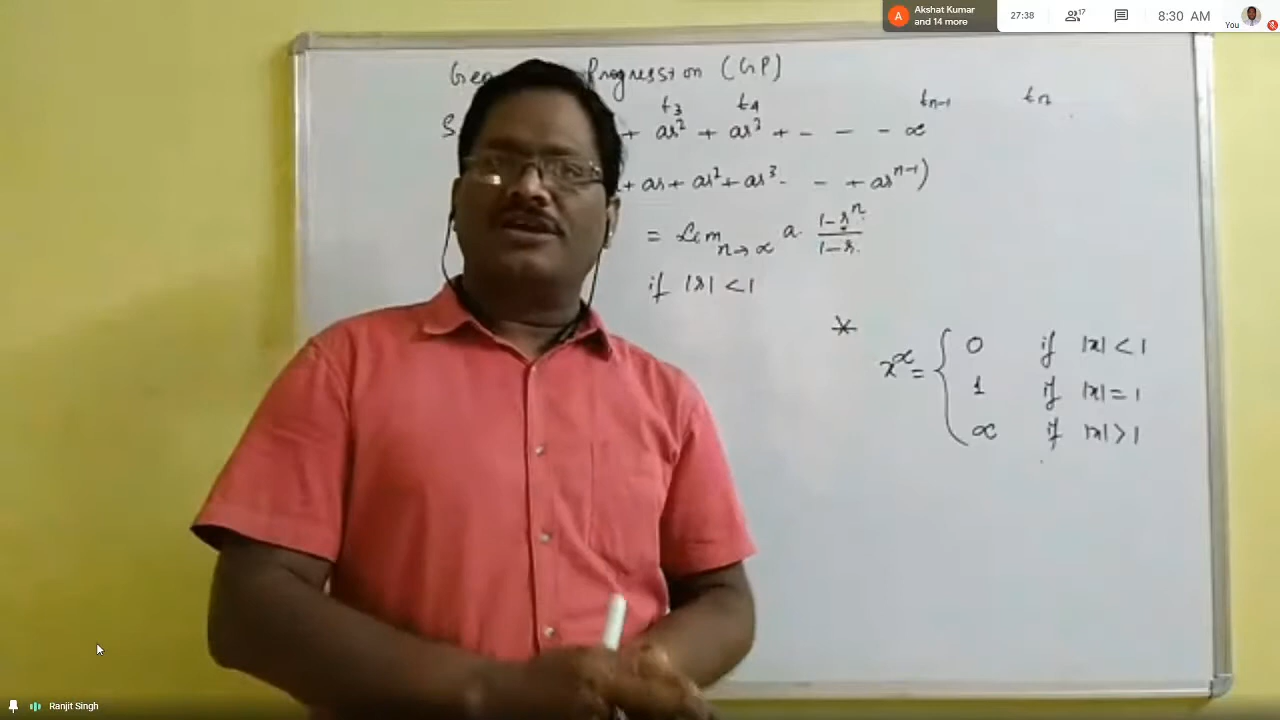 Akshat Kumar
and 14 more
A
27:38
17
8:30 AM
You
Progression (GP)
t₃ t₄ tₙ₋₁ tₙ
S + ar² + ar³ + - - - ∝
+ ar + ar² + ar³ - - + arⁿ⁻¹)
= Lim n→∝ a. 1-rⁿ / 1-r.
if |r| < 1
*
x^∝ = { 0 if |x| < 1
1 if |x| = 1
∝ if |x| > 1
Ranjit Singh